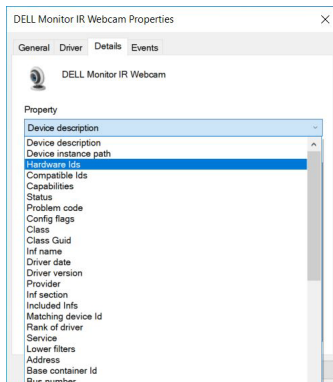 DELL Monitor IR Webcam Properties
General Driver Details Events
DELL Monitor IR Webcam
Property
Device description
Device description
Device instance path
Hardware Ids
Compatible Ids
Capabilities
Status
Problem code
Config flags
Class
Class Guid
Inf name
Driver date
Driver version
Provider
Inf section
Included Infs
Matching device Id
Rank of driver
Service
Lower filters
Address
Base container Id
Bus number